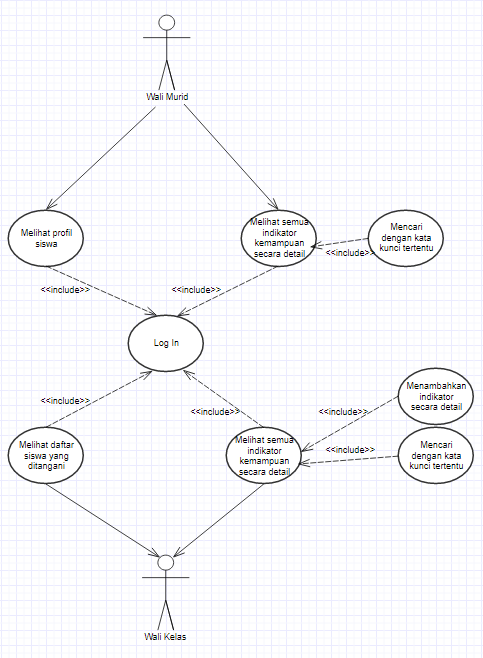 Wali Murid
Melihat profil
siswa
Melihat semua
indikator
kemampuan
secara detail
Mencari
dengan kata
kunci tertentu
<<include>>
<<include>>
<<include>>
Log In
<<include>>
<<include>>
<<include>>
<<include>>
Menambahkan
indikator
secara detail
Melihat daftar
siswa yang
ditangani
Melihat semua
indikator
kemampuan
secara detail
Mencari
dengan kata
kunci tertentu
Wali Kelas